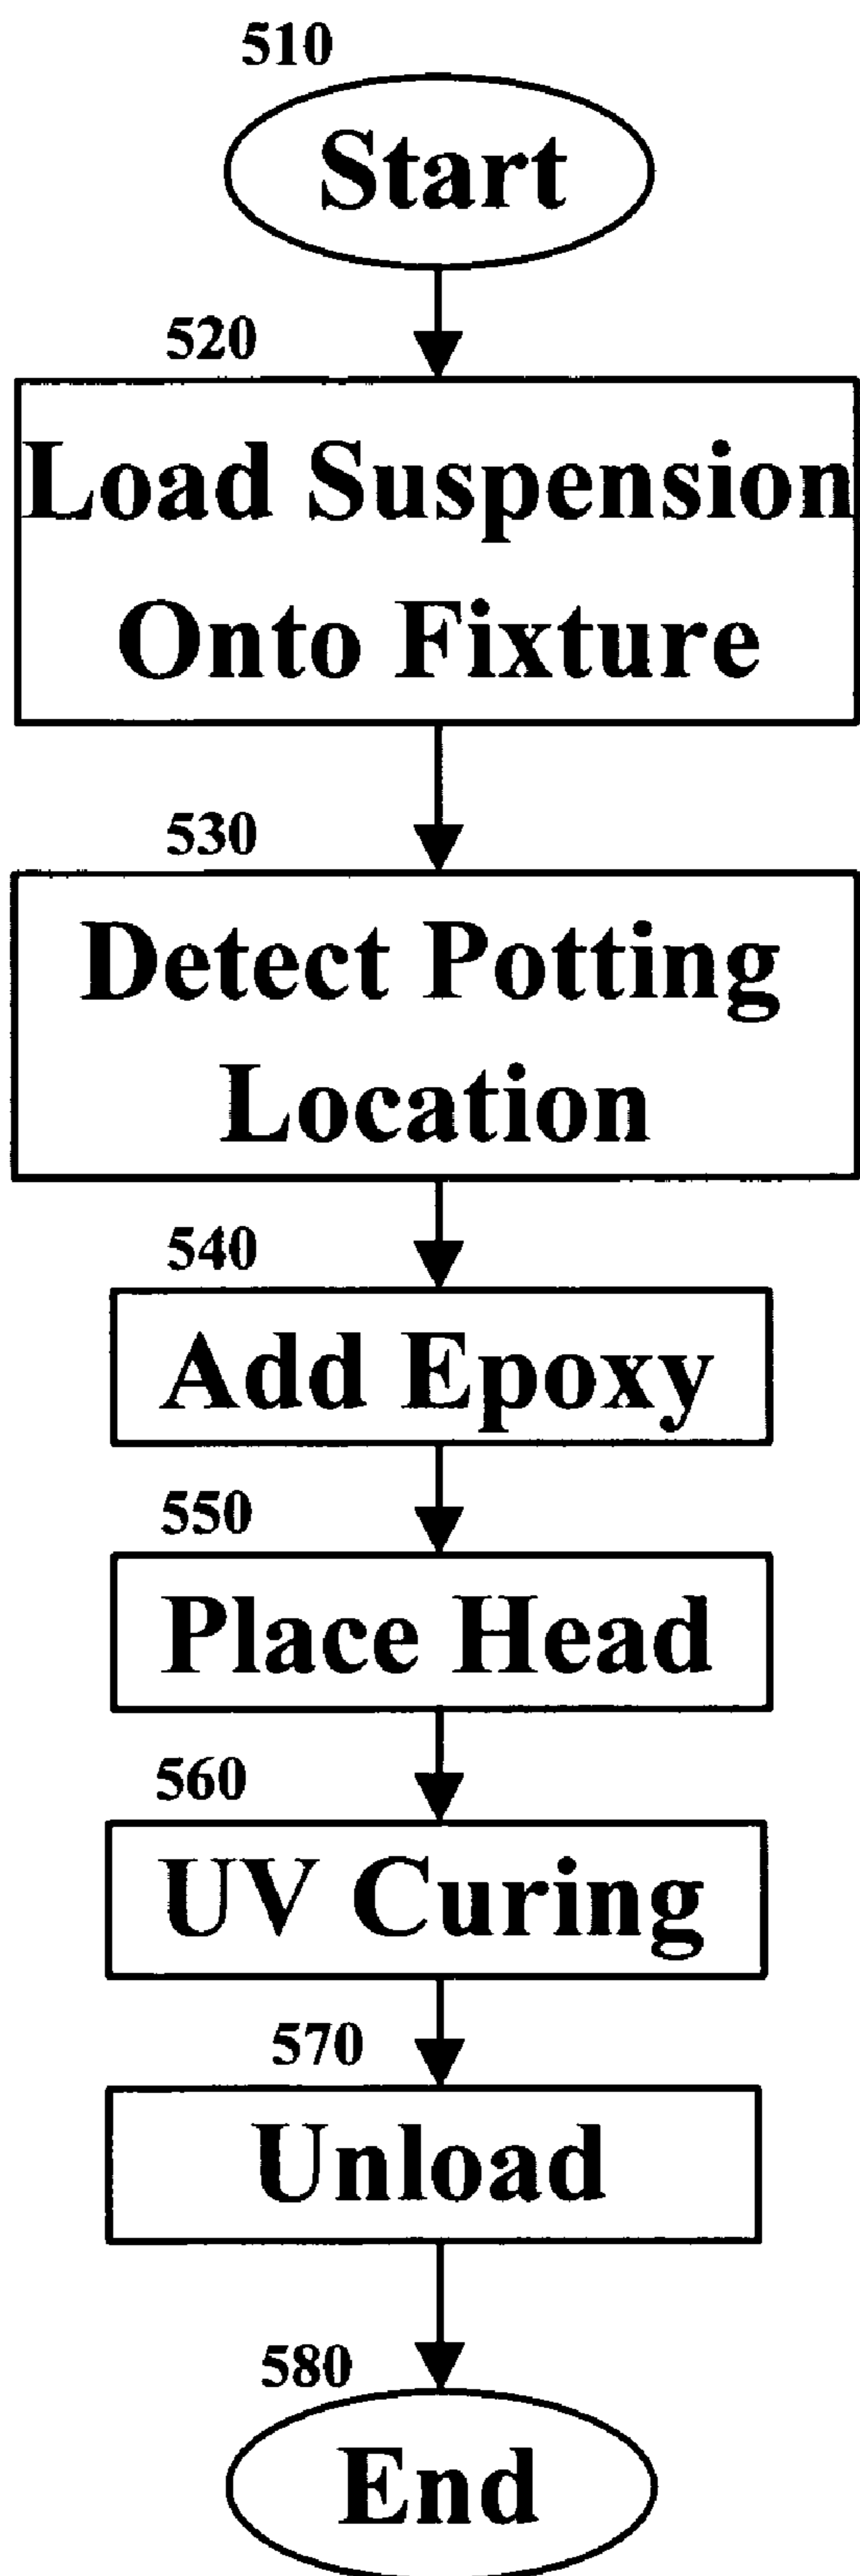 510
Start
520
Load Suspension
Onto Fixture
530
Detect Potting
Location
540
Add Epoxy
550
Place Head
560
UV Curing
570
Unload
580
End